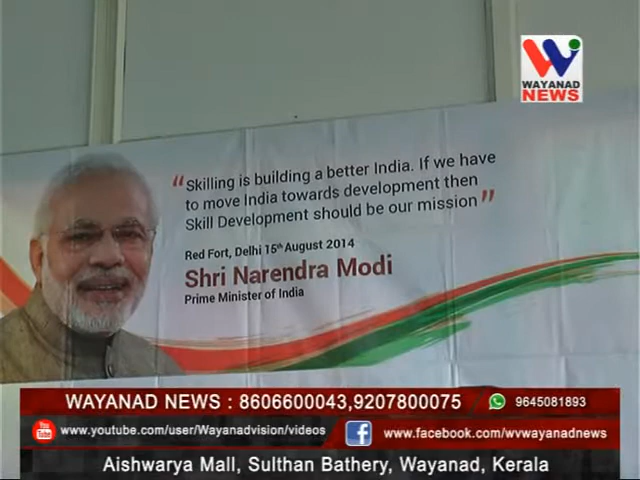 WAYANAD
NEWS
"Skilling is building a better India. If we have
to move India towards development then
Skill Development should be our mission"
Red Fort, Delhi 15th August 2014
Shri Narendra Modi
Prime Minister of India
WAYANAD NEWS : 8606600043,9207800075 9645081893
You Tube www.youtube.com/user/Wayanadvision/videos f www.facebook.com/wvwayanadnews
Aishwarya Mall, Sulthan Bathery, Wayanad, Kerala